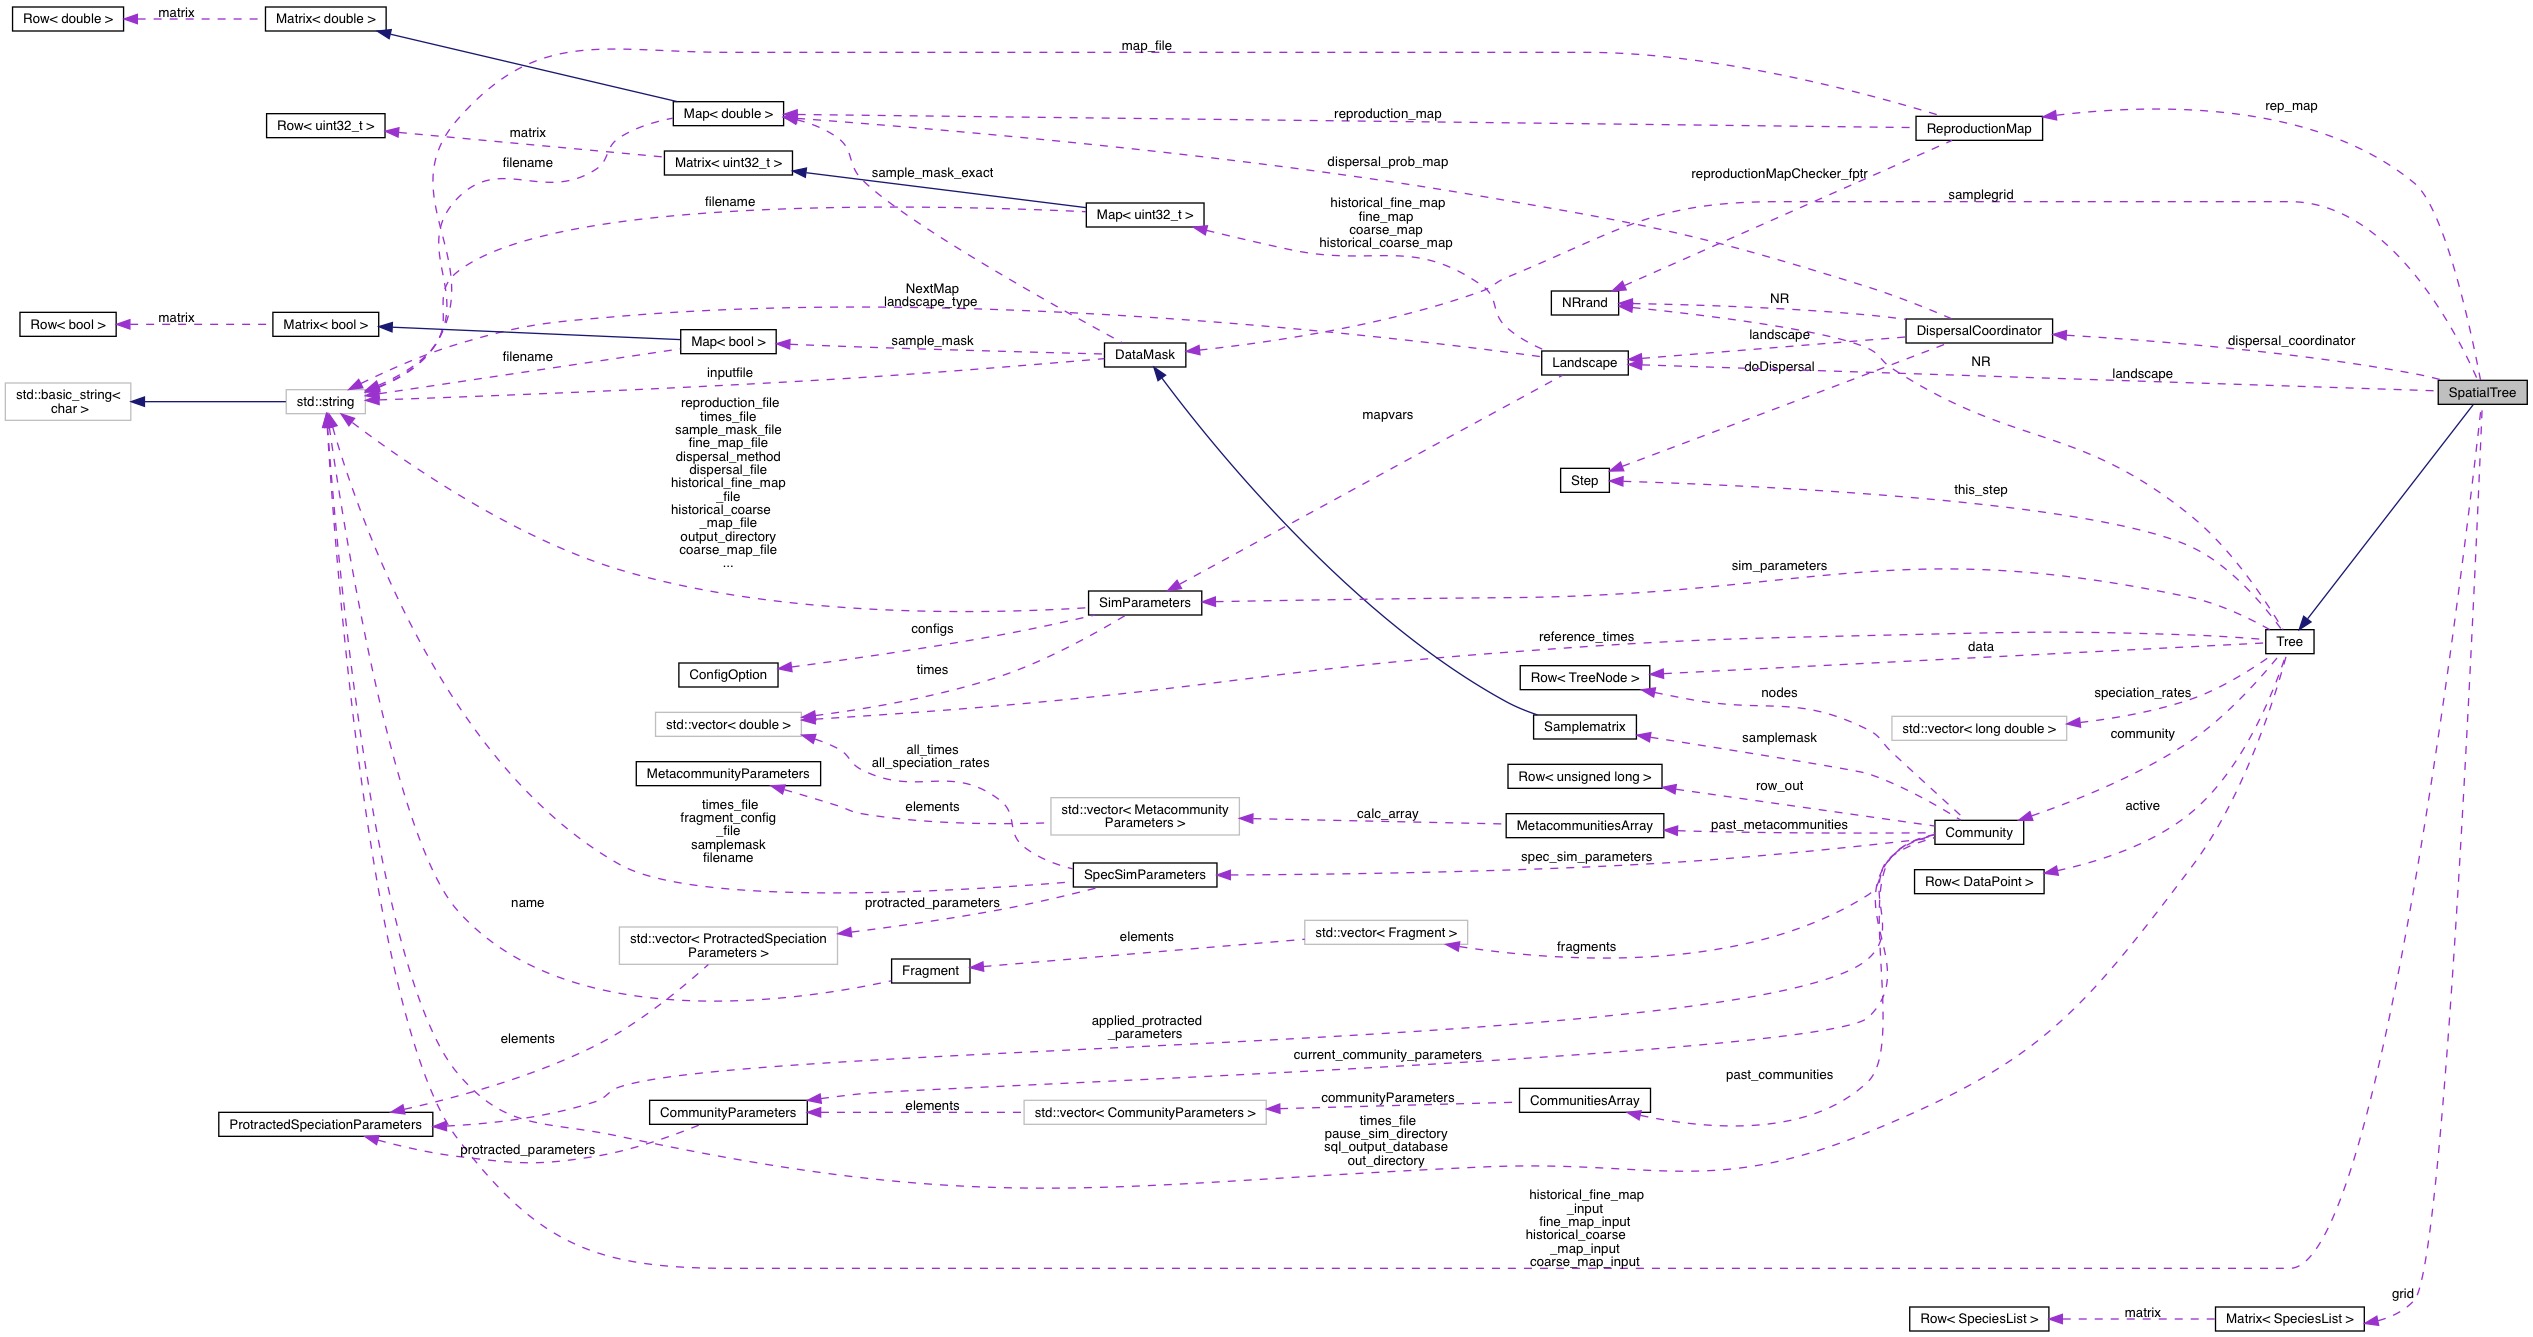 Row< double >
matrix
Matrix< double >
map_file
Map< double >
reproduction_map
ReproductionMap
rep_map
Row< uint32_t >
matrix
Matrix< uint32_t >
filename
sample_mask_exact
dispersal_prob_map
reproductionMapChecker_fptr
samplegrid
filename
Map< uint32_t >
historical_fine_map
fine_map
coarse_map
historical_coarse_map
NextMap
landscape_type
NRrand
NR
DispersalCoordinator
dispersal_coordinator
Row< bool >
matrix
Matrix< bool >
Map< bool >
sample_mask
DataMask
Landscape
landscape
doDispersal
NR
landscape
SpatialTree
filename
inputfile
std::basic_string<
char >
std::string
reproduction_file
times_file
sample_mask_file
fine_map_file
dispersal_method
dispersal_file
historical_fine_map
_file
historical_coarse
_map_file
output_directory
coarse_map_file
...
mapvars
Step
this_step
sim_parameters
SimParameters
configs
ConfigOption
times
reference_times
Tree
data
Row< TreeNode >
nodes
speciation_rates
std::vector< double >
Samplematrix
std::vector< long double >
community
samplemask
all_times
all_speciation_rates
MetacommunityParameters
elements
std::vector< Metacommunity
Parameters >
calc_array
Row< unsigned long >
row_out
MetacommunitiesArray
past_metacommunities
Community
active
times_file
fragment_config
_file
samplemask
filename
SpecSimParameters
spec_sim_parameters
Row< DataPoint >
name
protracted_parameters
std::vector< ProtractedSpeciation
Parameters >
elements
std::vector< Fragment >
fragments
Fragment
elements
applied_protracted
_parameters
current_community_parameters
past_communities
ProtractedSpeciationParameters
CommunityParameters
elements
std::vector< CommunityParameters >
communityParameters
CommunitiesArray
protracted_parameters
times_file
pause_sim_directory
sql_output_database
out_directory
historical_fine_map
_input
fine_map_input
historical_coarse
_map_input
coarse_map_input
grid
Row< SpeciesList >
matrix
Matrix< SpeciesList >